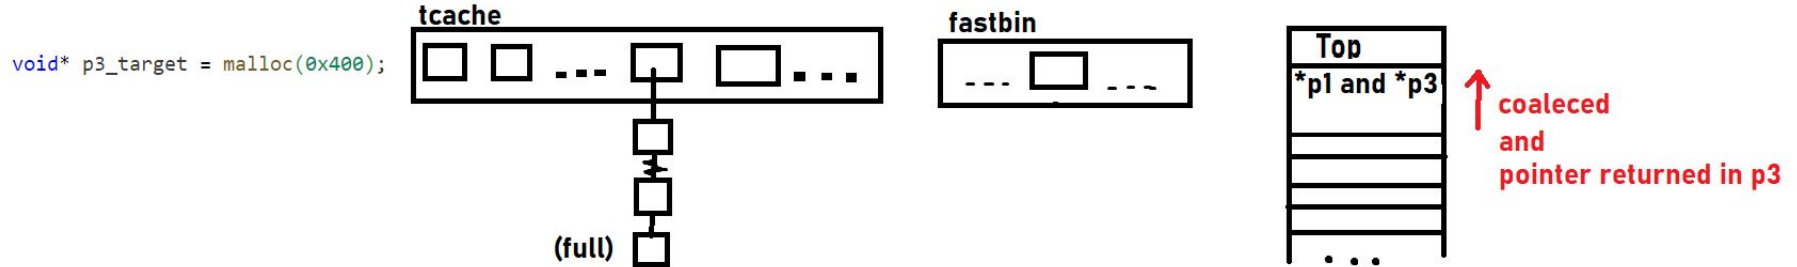 void* p3_target = malloc(0x400);
tcache
(full)
fastbin
Top
*p1 and *p3
coaleced
and
pointer returned in p3